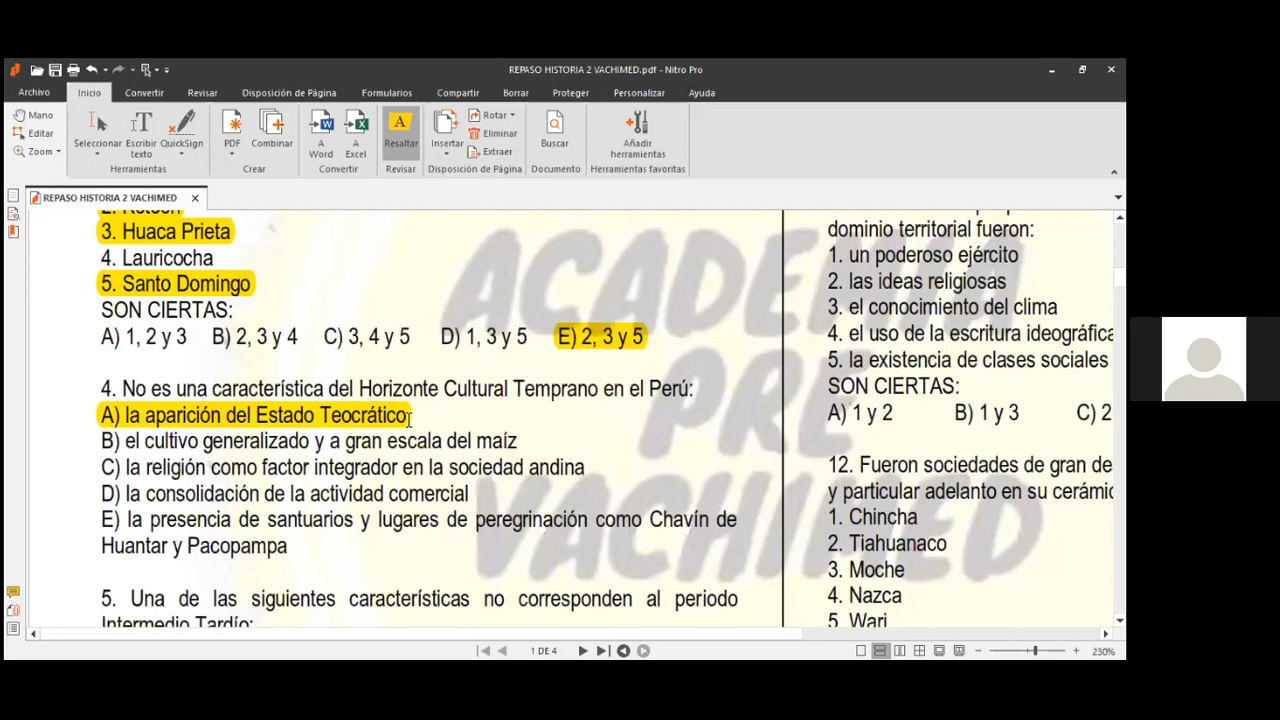 REPASO HISTORIA 2 VACHIMED.pdf - Nitro Pro
Archivo Inicio Convertir Revisar Disposición de Página Formularios Compartir Borrar Proteger Personalizar Ayuda
Mano
Editar
Zoom
Seleccionar
Escribir texto
QuickSign
Herramientas
PDF
Combinar
Crear
A Word
A Excel
Convertir
A
Resaltar
Revisar
Insertar
Rotar
Eliminar
Extraer
Disposición de Página
Buscar
Documento
Añadir herramientas
Herramientas favoritas
REPASO HISTORIA 2 VACHIMED
3. Huaca Prieta
4. Lauricocha
5. Santo Domingo
SON CIERTAS:
A) 1, 2 y 3 B) 2, 3 y 4 C) 3, 4 y 5 D) 1, 3 y 5 E) 2, 3 y 5
4. No es una característica del Horizonte Cultural Temprano en el Perú:
A) la aparición del Estado Teocrático
B) el cultivo generalizado y a gran escala del maíz
C) la religión como factor integrador en la sociedad andina
D) la consolidación de la actividad comercial
E) la presencia de santuarios y lugares de peregrinación como Chavín de
Huantar y Pacopampa
5. Una de las siguientes características no corresponden al periodo
Intermedio Tardío:
dominio territorial fueron:
1. un poderoso ejército
2. las ideas religiosas
3. el conocimiento del clima
4. el uso de la escritura ideográfica
5. la existencia de clases sociales
SON CIERTAS:
A) 1 y 2 B) 1 y 3 C) 2
12. Fueron sociedades de gran de
y particular adelanto en su cerámic
1. Chincha
2. Tiahuanaco
3. Moche
4. Nazca
5. Wari
ACADEMIA
PRE
VACHIMED
1 DE 4
230%